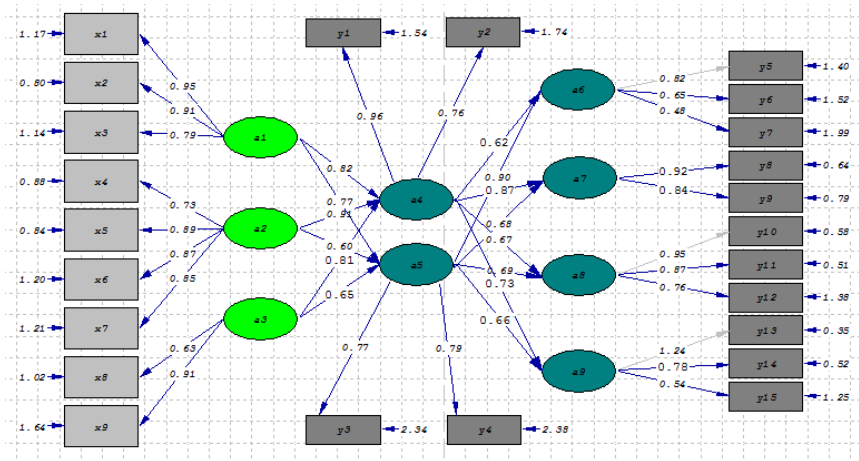 1.17 x1
0.80 x2
1.14 x3
0.88 x4
0.84 x5
1.20 x6
1.21 x7
1.02 x8
1.64 x9
0.95
0.91
0.79
0.73
0.89
0.87
0.85
0.63
0.91
a1
a2
a3
0.82
0.77
0.91
0.60
0.81
0.65
y1 1.54
y2 1.74
0.96
0.76
a4
a5
0.77
0.79
y3 2.34
y4 2.38
0.62
0.90
0.87
0.68
0.67
0.69
0.73
0.66
a6
a7
a8
a9
0.82
0.65
0.48
0.92
0.84
0.95
0.87
0.76
1.24
0.78
0.54
y5 1.40
y6 1.52
y7 1.99
y8 0.64
y9 0.79
y10 0.58
y11 0.51
y12 1.38
y13 0.35
y14 0.52
y15 1.25